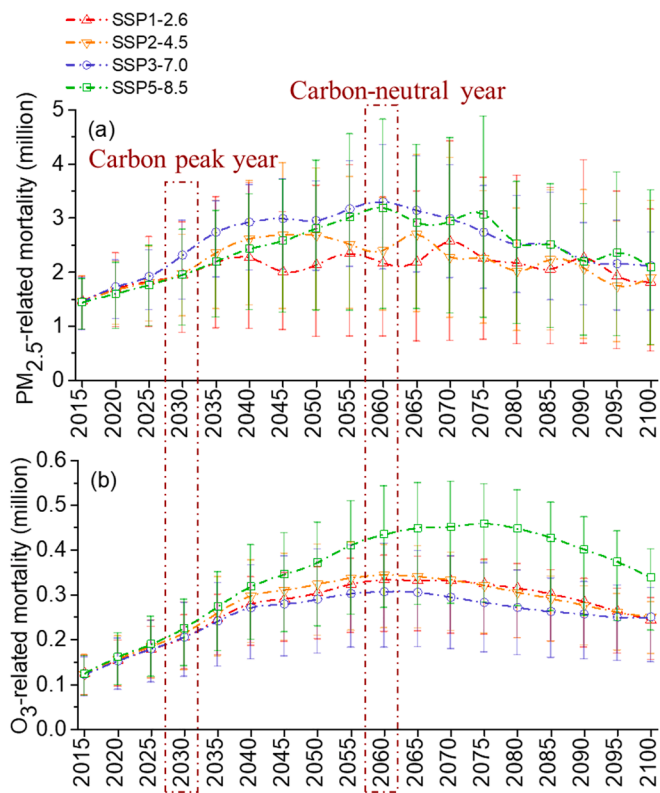 SSP1-2.6
SSP2-4.5
SSP3-7.0
SSP5-8.5
Carbon-neutral year
(a)
Carbon peak year
PM2.5-related mortality (million)
5
4
3
2
1
0
2015 2020 2025 2030 2035 2040 2045 2050 2055 2060 2065 2070 2075 2080 2085 2090 2095 2100
(b)
O3-related mortality (million)
0.6
0.5
0.4
0.3
0.2
0.1
0.0
2015 2020 2025 2030 2035 2040 2045 2050 2055 2060 2065 2070 2075 2080 2085 2090 2095 2100